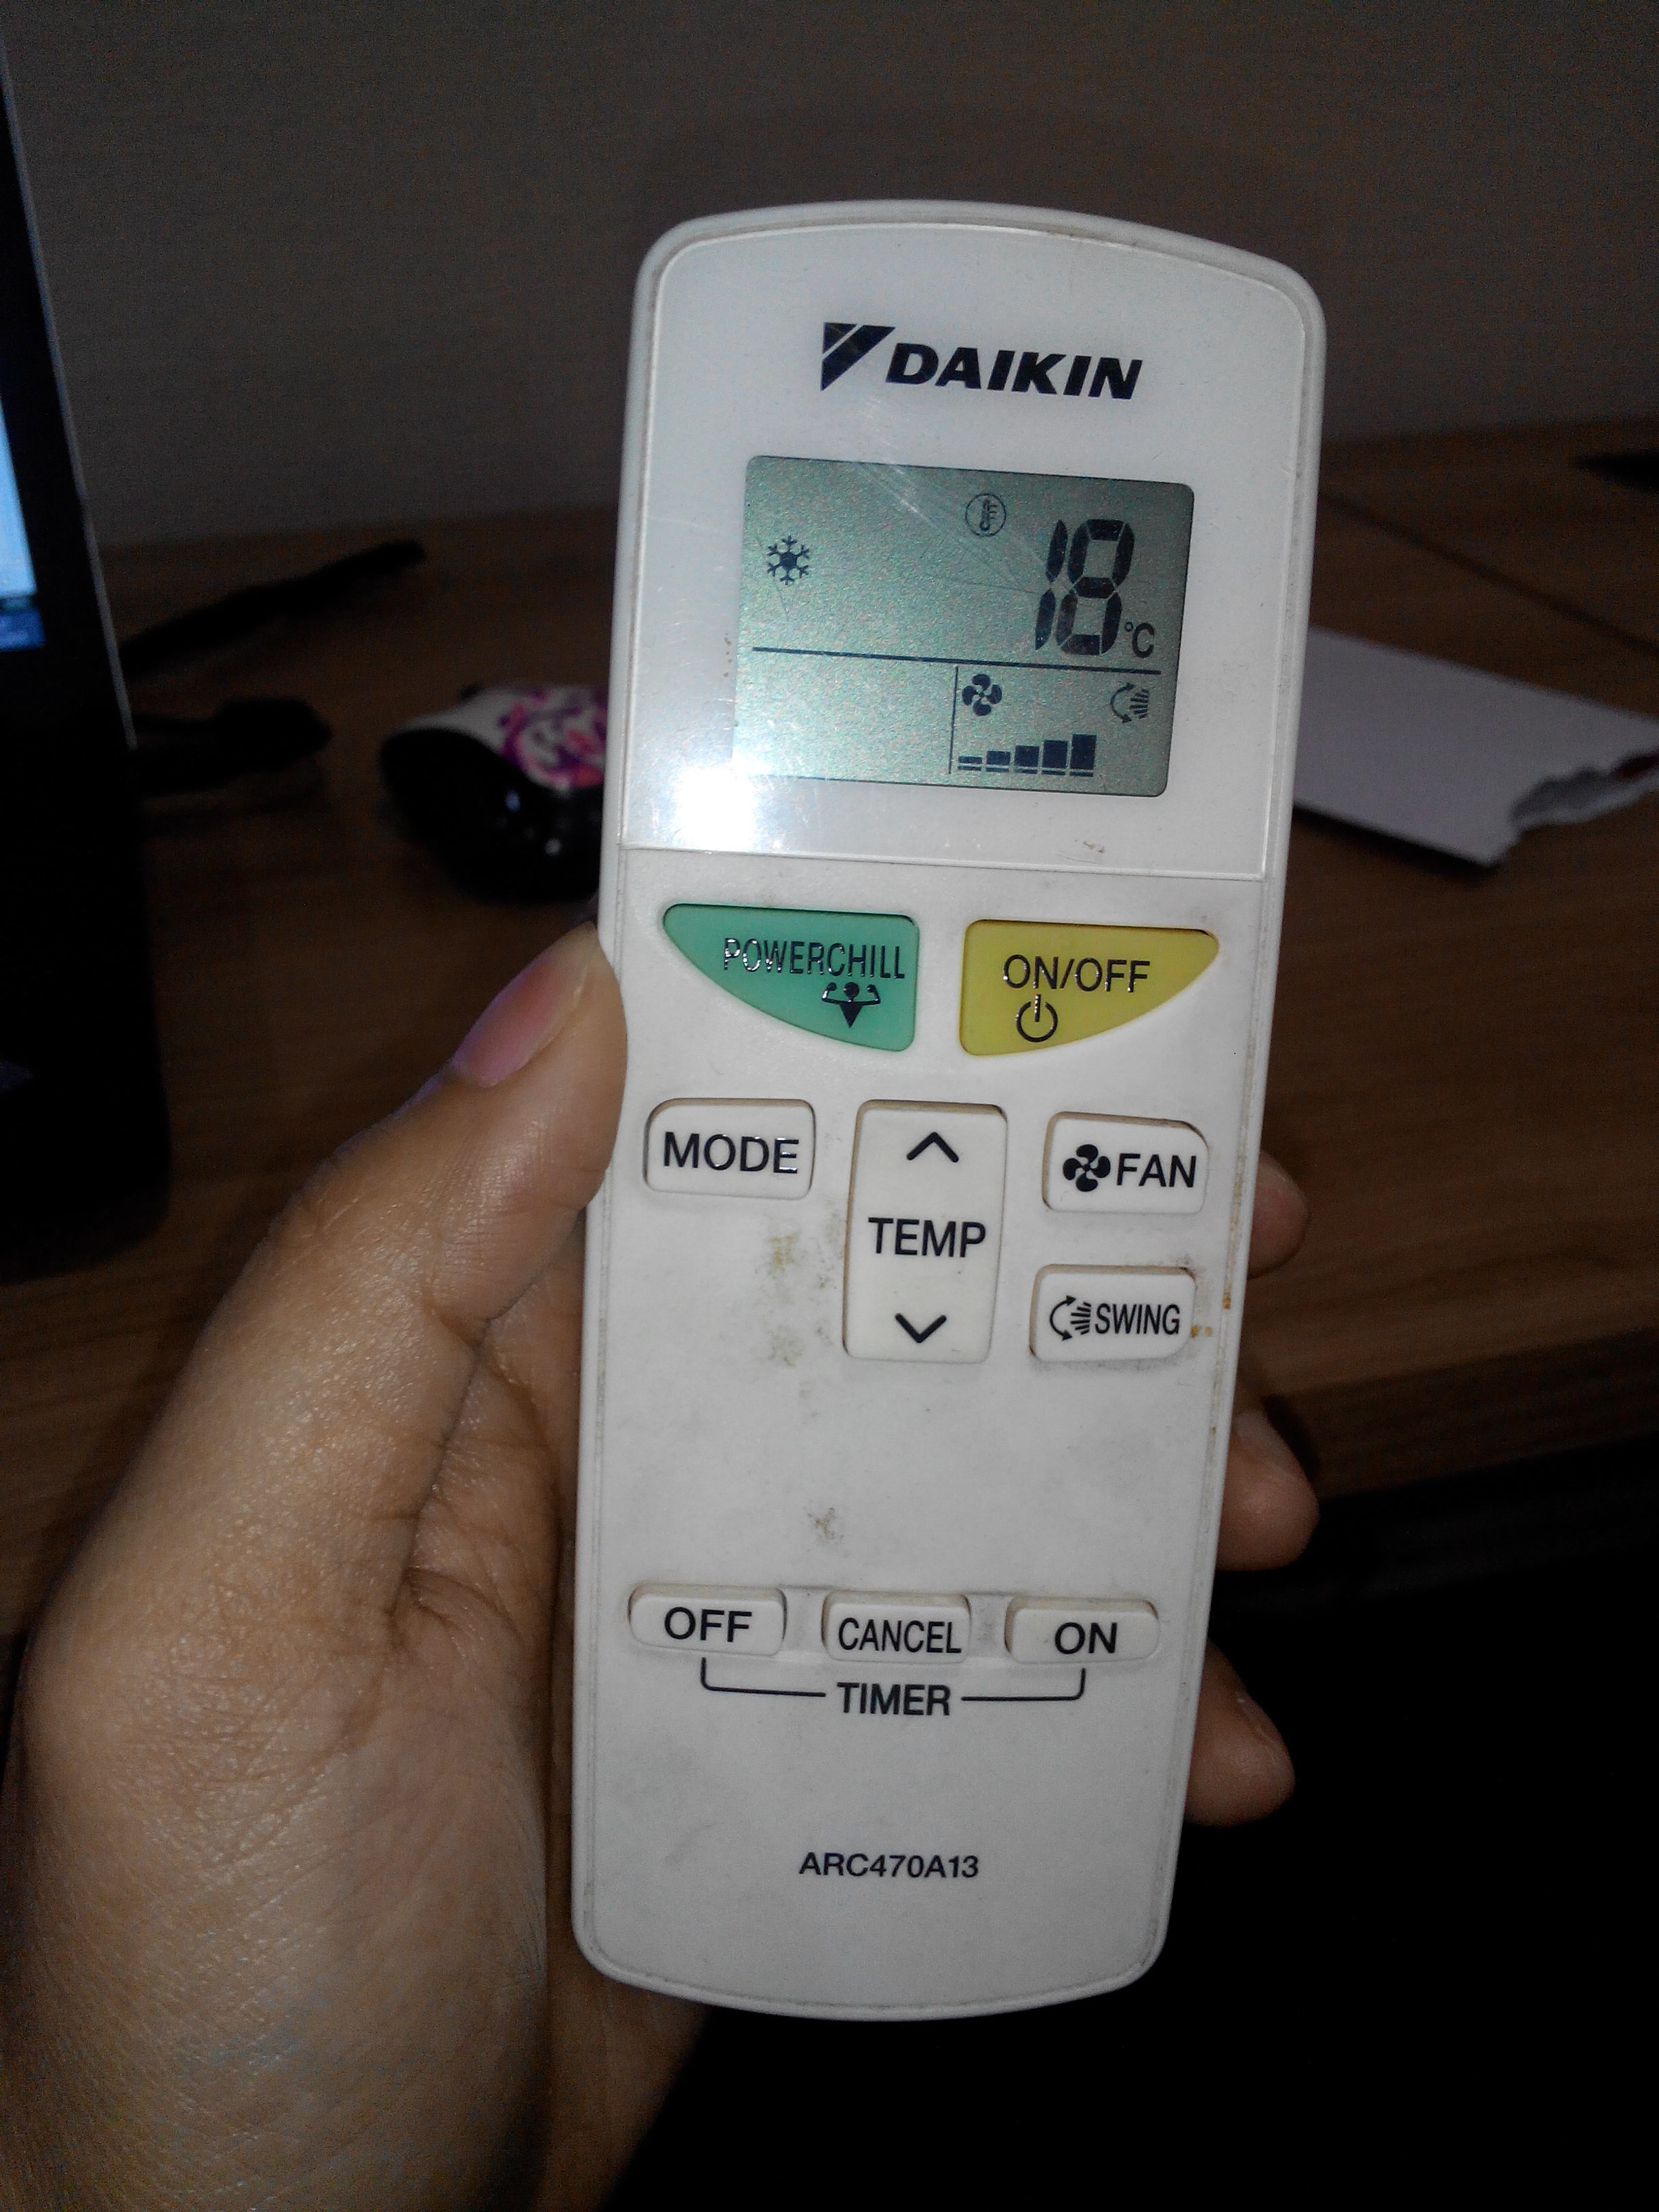 DAIKIN
18°C
POWERCHILL
ON/OFF
MODE
TEMP
FAN
SWING
OFF
CANCEL
ON
TIMER
ARC470A13